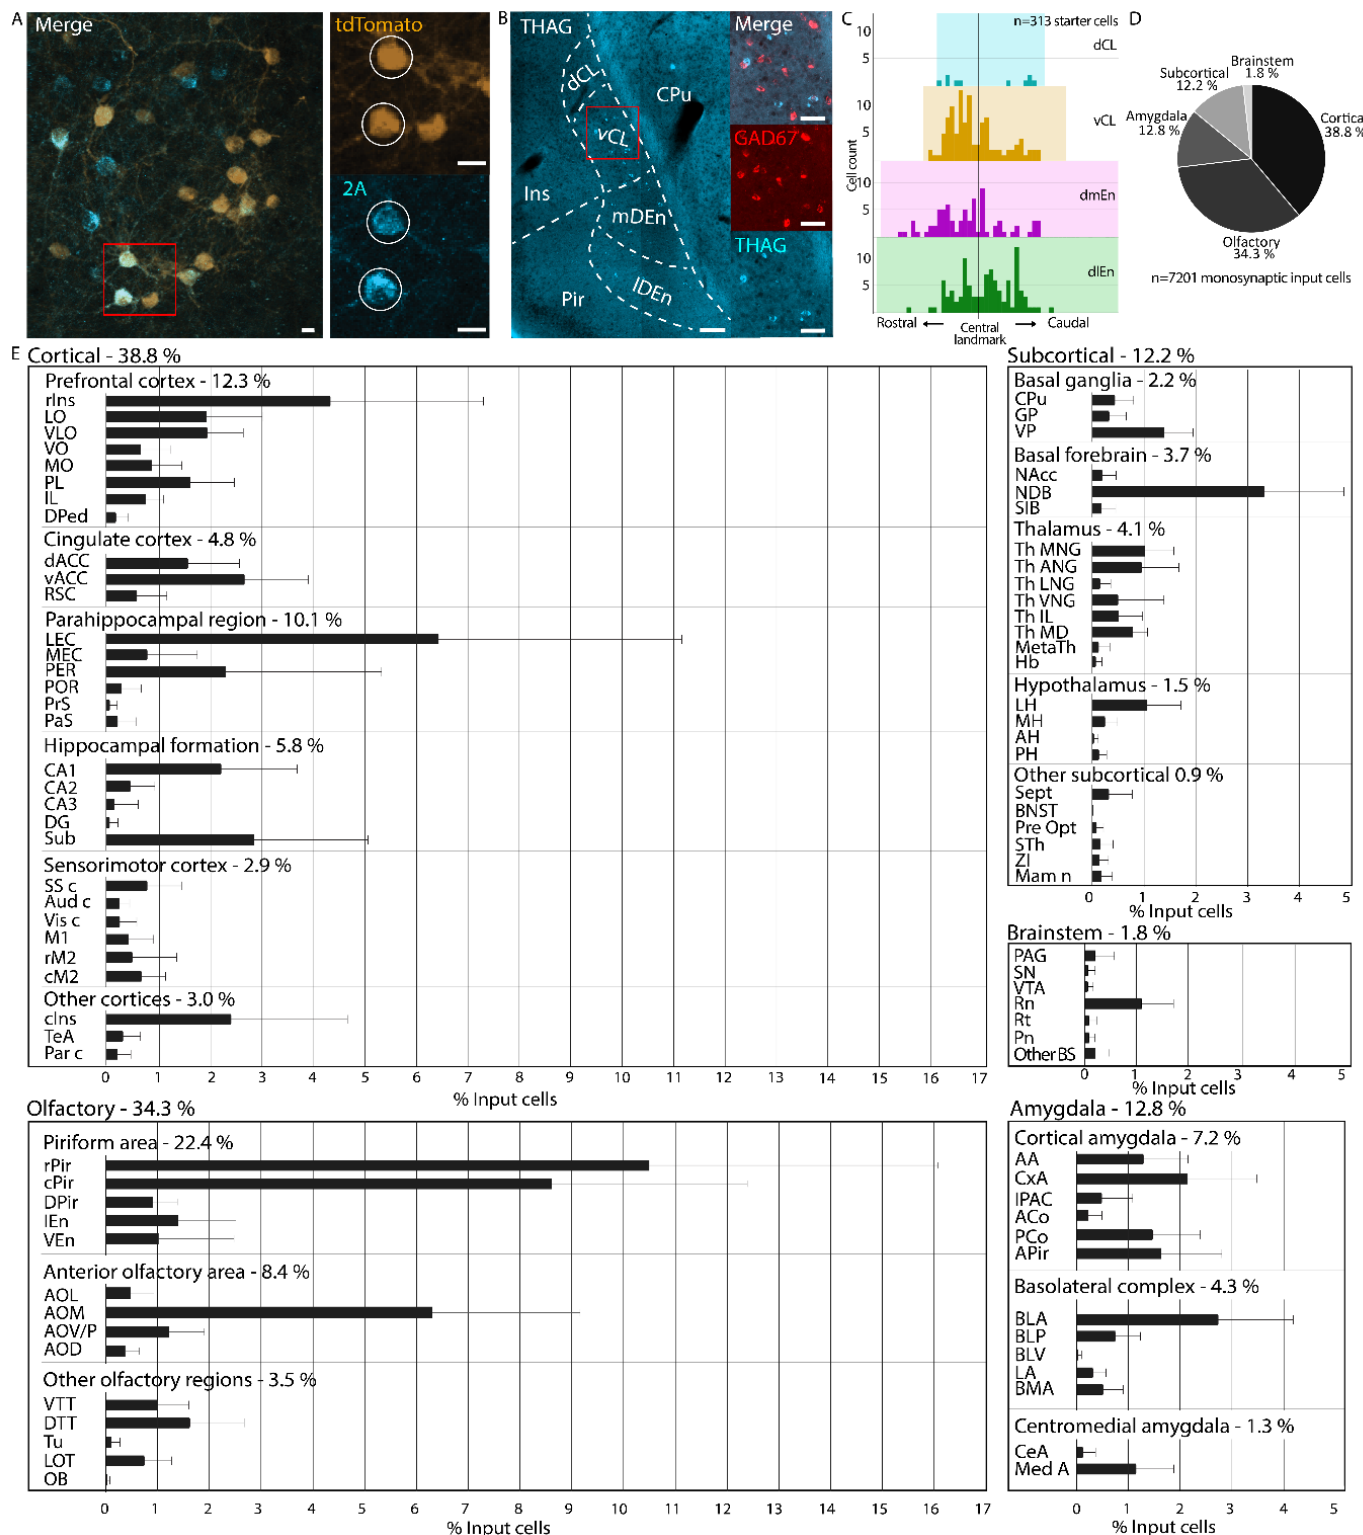 A
Merge
tdTomato
2A
B
THAG
dCL
vCL
CPu
Ins
mDEn
lDEn
Pir
Merge
GAD67
THAG
C
n=313 starter cells
dCL
vCL
dmEn
dlEn
10
5
10
5
10
5
10
5
Cell count
Rostral
Central
landmark
Caudal
D
Brainstem
1.8 %
Subcortical
12.2 %
Amygdala
12.8 %
Cortica
38.8 %
Olfactory
34.3 %
n=7201 monosynaptic input cells
E
Cortical - 38.8 %
Prefrontal cortex - 12.3 %
rIns
LO
VLO
VO
MO
PL
IL
DPed
Cingulate cortex - 4.8 %
dACC
vACC
RSC
Parahippocampal region - 10.1 %
LEC
MEC
PER
POR
PrS
PaS
Hippocampal formation - 5.8 %
CA1
CA2
CA3
DG
Sub
Sensorimotor cortex - 2.9 %
SS c
Aud c
Vis c
M1
rM2
cM2
Other cortices - 3.0 %
cIns
TeA
Par c
0 1 2 3 4 5 6 7 8 9 10 11 12 13 14 15 16 17
% Input cells
Olfactory - 34.3 %
Piriform area - 22.4 %
rPir
cPir
DPir
IEn
VEn
Anterior olfactory area - 8.4 %
AOL
AOM
AOV/P
AOD
Other olfactory regions - 3.5 %
VTT
DTT
Tu
LOT
OB
0 1 2 3 4 5 6 7 8 9 10 11 12 13 14 15 16 17
% Input cells
Subcortical - 12.2 %
Basal ganglia - 2.2 %
CPu
GP
VP
Basal forebrain - 3.7 %
NAcc
NDB
SIB
Thalamus - 4.1 %
Th MNG
Th ANG
Th LNG
Th VNG
Th IL
Th MD
MetaTh
Hb
Hypothalamus - 1.5 %
LH
MH
AH
PH
Other subcortical 0.9 %
Sept
BNST
Pre Opt
STh
ZI
Mam n
0 1 2 3 4 5
% Input cells
Brainstem - 1.8 %
PAG
SN
VTA
Rn
Rt
Pn
Other BS
0 1 2 3 4 5
% Input cells
Amygdala - 12.8 %
Cortical amygdala - 7.2 %
AA
CxA
IPAC
ACo
PCo
APir
Basolateral complex - 4.3 %
BLA
BLP
BLV
LA
BMA
Centromedial amygdala - 1.3 %
CeA
Med A
0 1 2 3 4 5
% Input cells